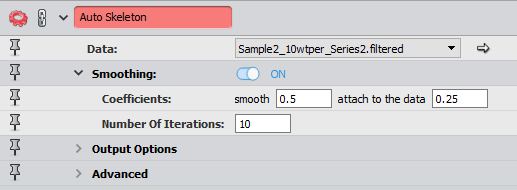 Auto Skeleton
Data: Sample2_10wtper_Series2.filtered
Smoothing: ON
Coefficients: smooth 0.5 attach to the data 0.25
Number Of Iterations: 10
Output Options
Advanced